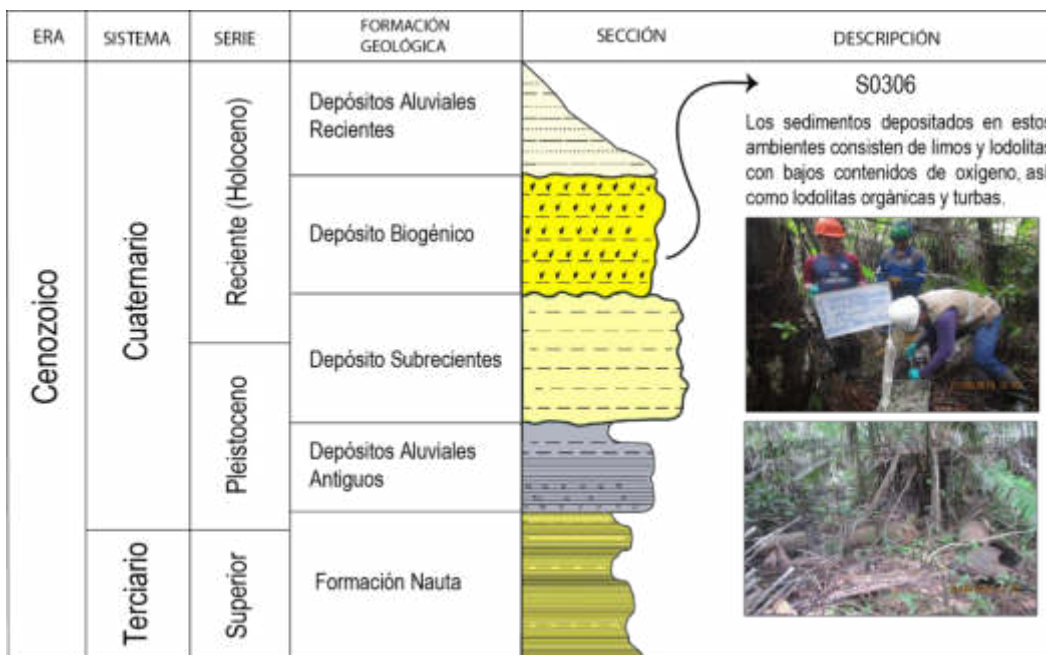 ERA
SISTEMA
SERIE
FORMACIÓN
GEOLÓGICA
SECCIÓN
DESCRIPCIÓN
Cenozoico
Cuaternario
Terciario
Reciente (Holoceno)
Pleistoceno
Superior
Depósitos Aluviales
Recientes
Depósito Biogénico
Depósito Subrecientes
Depósitos Aluviales
Antiguos
Formación Nauta
S0306
Los sedimentos depositados en estos
ambientes consisten de limos y lodolitas
con bajos contenidos de oxígeno, así
como lodolitas orgànicas y turbas.